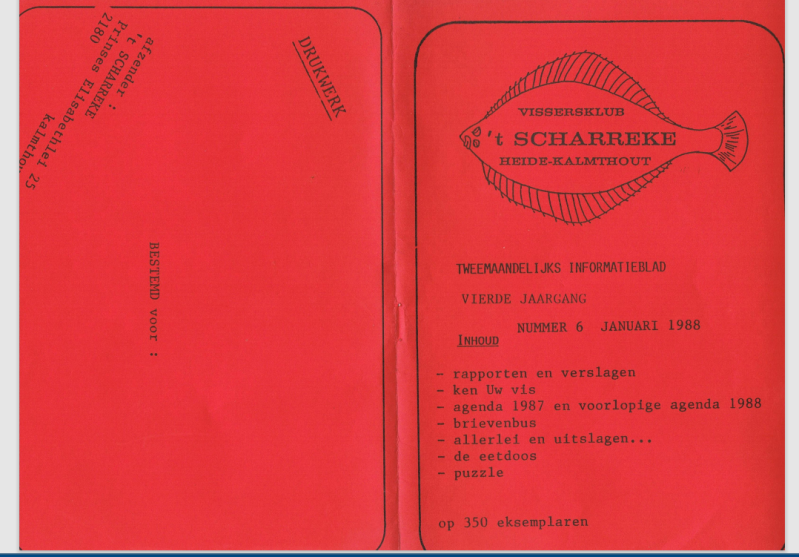 afzender :
't SCHARREKE
Prinses Elisabethlei 25
2180 kalmthou
DRUKWERK
BESTEMD voor :
VISSERSKLUB
't SCHARREKE
HEIDE-KALMTHOUT
TWEEMAANDELIJKS INFORMATIEBLAD
VIERDE JAARGANG
NUMMER 6 JANUARI 1988
INHOUD
- rapporten en verslagen
- ken Uw vis
- agenda 1987 en voorlopige agenda 1988
- brievenbus
- allerlei en uitslagen...
- de eetdoos
- puzzle
op 350 eksemplaren